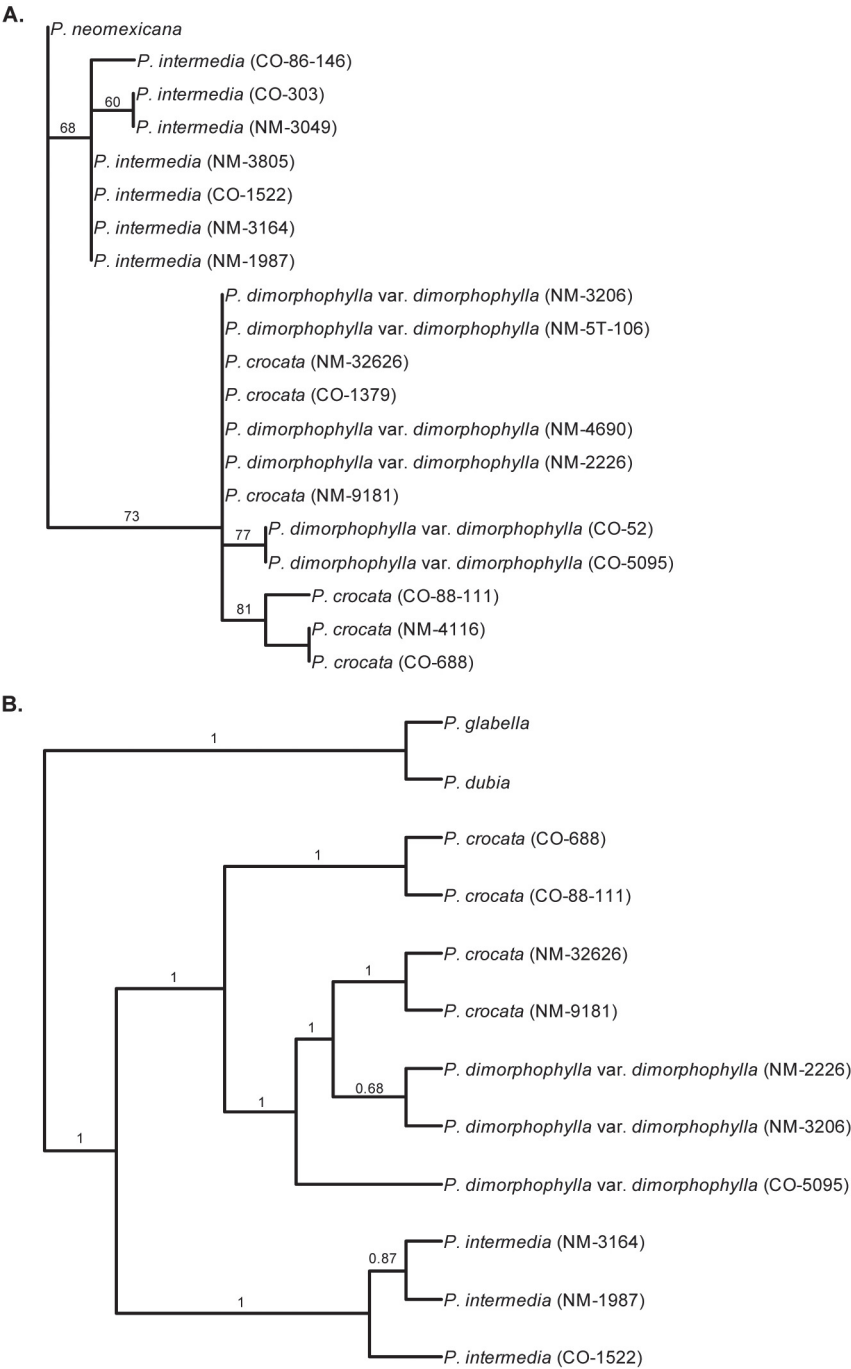 A.
P. neomexicana
P. intermedia (CO-86-146)
60 P. intermedia (CO-303)
68 P. intermedia (NM-3049)
P. intermedia (NM-3805)
P. intermedia (CO-1522)
P. intermedia (NM-3164)
P. intermedia (NM-1987)
P. dimorphophylla var. dimorphophylla (NM-3206)
P. dimorphophylla var. dimorphophylla (NM-5T-106)
P. crocata (NM-32626)
P. crocata (CO-1379)
P. dimorphophylla var. dimorphophylla (NM-4690)
P. dimorphophylla var. dimorphophylla (NM-2226)
P. crocata (NM-9181)
73
P. dimorphophylla var. dimorphophylla (CO-52)
77
P. dimorphophylla var. dimorphophylla (CO-5095)
P. crocata (CO-88-111)
81
P. crocata (NM-4116)
P. crocata (CO-688)
B.
P. glabella
1
P. dubia
P. crocata (CO-688)
1
P. crocata (CO-88-111)
P. crocata (NM-32626)
1
1
P. crocata (NM-9181)
1
P. dimorphophylla var. dimorphophylla (NM-2226)
0.68
1
P. dimorphophylla var. dimorphophylla (NM-3206)
1
P. dimorphophylla var. dimorphophylla (CO-5095)
P. intermedia (NM-3164)
0.87
P. intermedia (NM-1987)
1
P. intermedia (CO-1522)